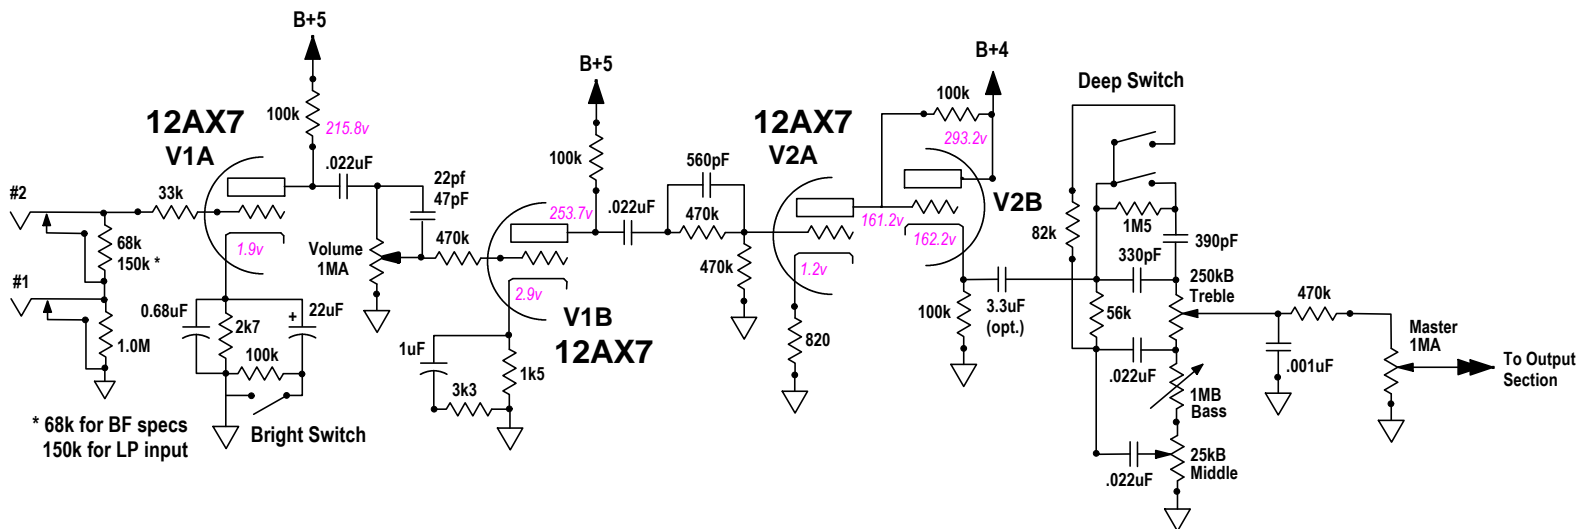 B+5
100k
215.8v
12AX7
V1A
.022uF
#2
33k
68k
150k *
#1
1.0M
1.9v
0.68uF
22uF
+
2k7
100k
Bright Switch
* 68k for BF specs
150k for LP input
22pf
47pF
Volume
1MA
470k
B+5
100k
253.7v
.022uF
2.9v
V1B
12AX7
1uF
1k5
3k3
560pF
470k
470k
12AX7
V2A
161.2v
1.2v
820
B+4
100k
293.2v
V2B
162.2v
100k
3.3uF
(opt.)
Deep Switch
82k
1M5
390pF
330pF
250kB
Treble
56k
.022uF
1MB
Bass
25kB
Middle
.022uF
470k
.001uF
Master
1MA
To Output
Section